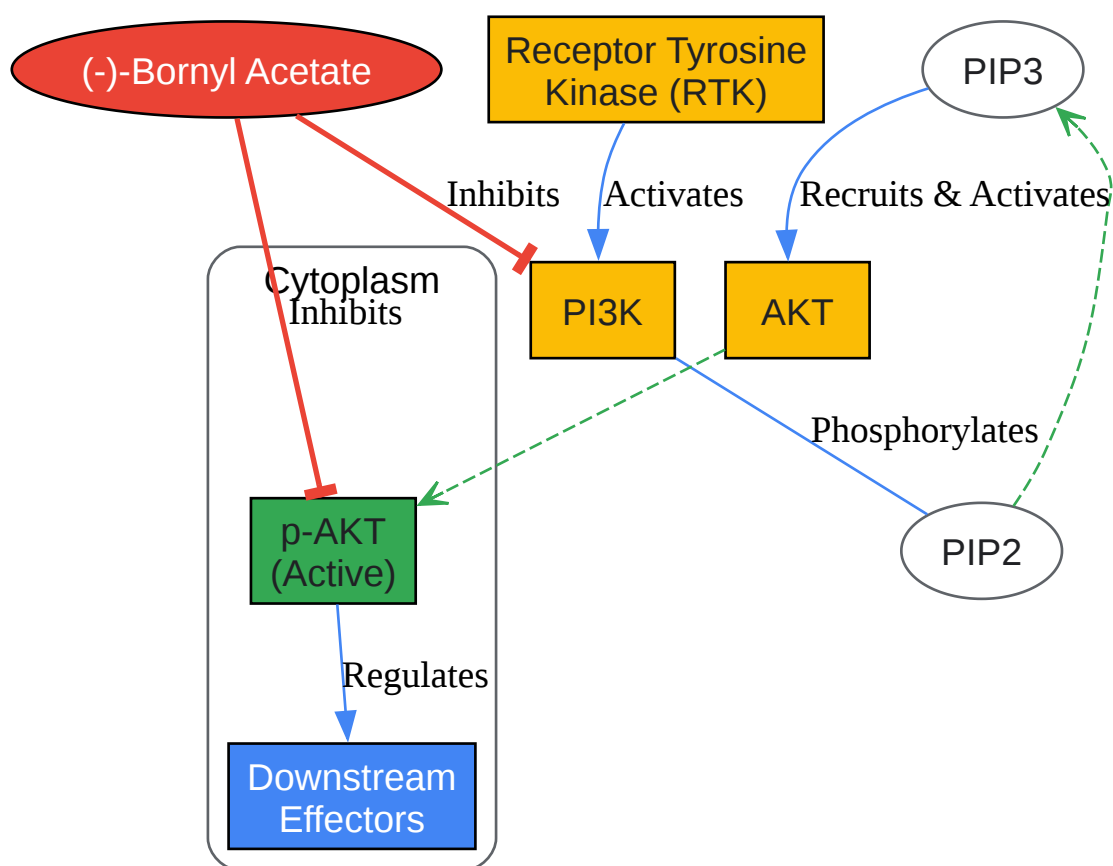 (-)-Bornyl Acetate
Receptor Tyrosine
Kinase (RTK)
PIP3
Inhibits
Activates
Recruits & Activates
Cytoplasm
Inhibits
PI3K
AKT
Phosphorylates
p-AKT
(Active)
PIP2
Regulates
Downstream
Effectors